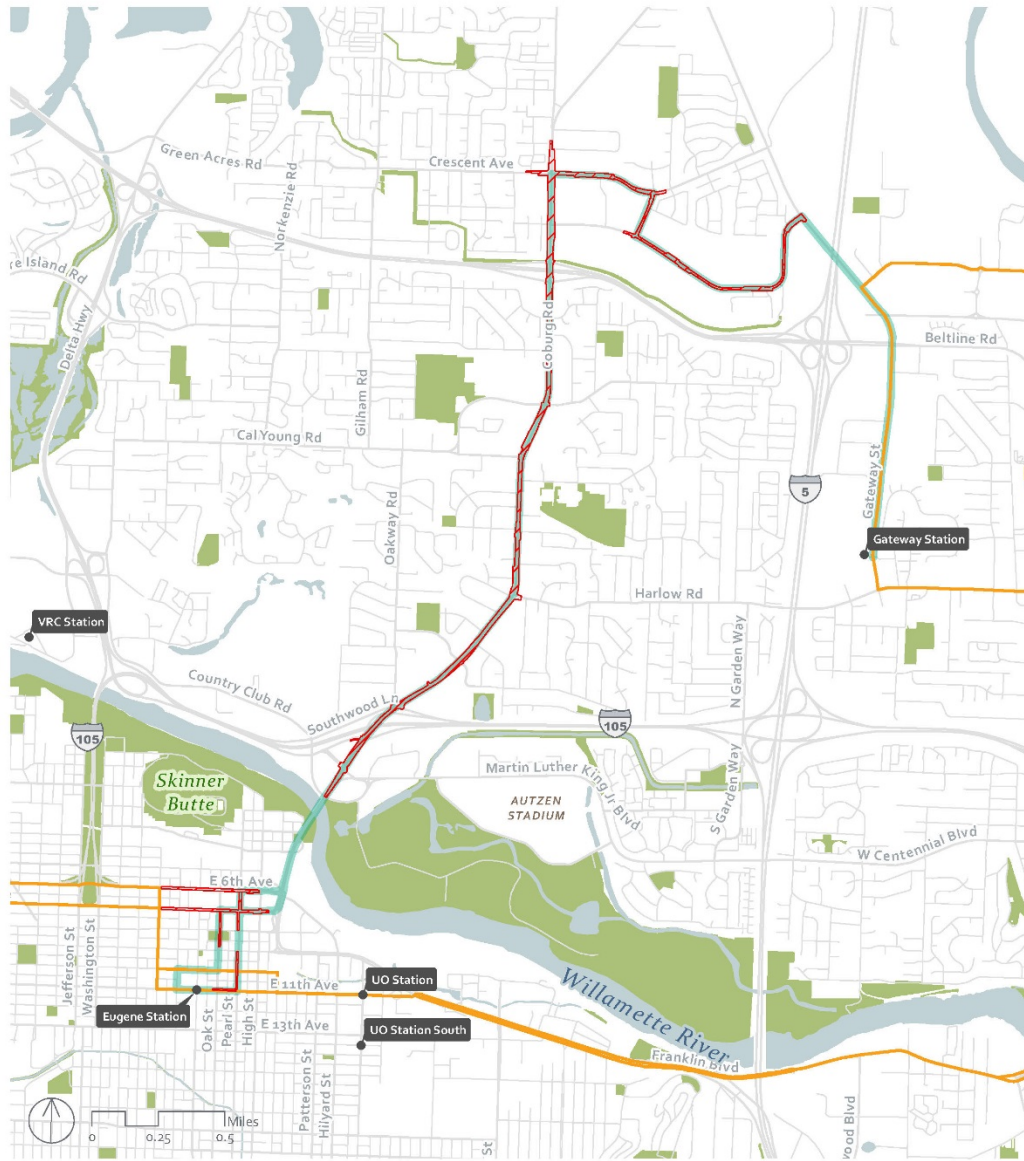 Green Acres Rd
Crescent Ave
Norkenzie Rd
re Island Rd
Delta Hwy
Coburg Rd
Beltline Rd
Gilham Rd
Cal Young Rd
5
Gateway St
Oakway Rd
Gateway Station
Harlow Rd
VRC Station
N Garden Way
Country Club Rd
Southwood Ln
105
105
Martin Luther King Jr Blvd
Skinner
Butte
AUTZEN
STADIUM
S Garden Way
W Centennial Blvd
E 6th Ave
Jefferson St
Washington St
E 11th Ave
UO Station
Willamette River
Eugene Station
Oak St
Pearl St
High St
E 13th Ave
UO Station South
Franklin Blvd
Patterson St
Hilyard St
Miles
0
0.25
0.5
St
wood Blvd